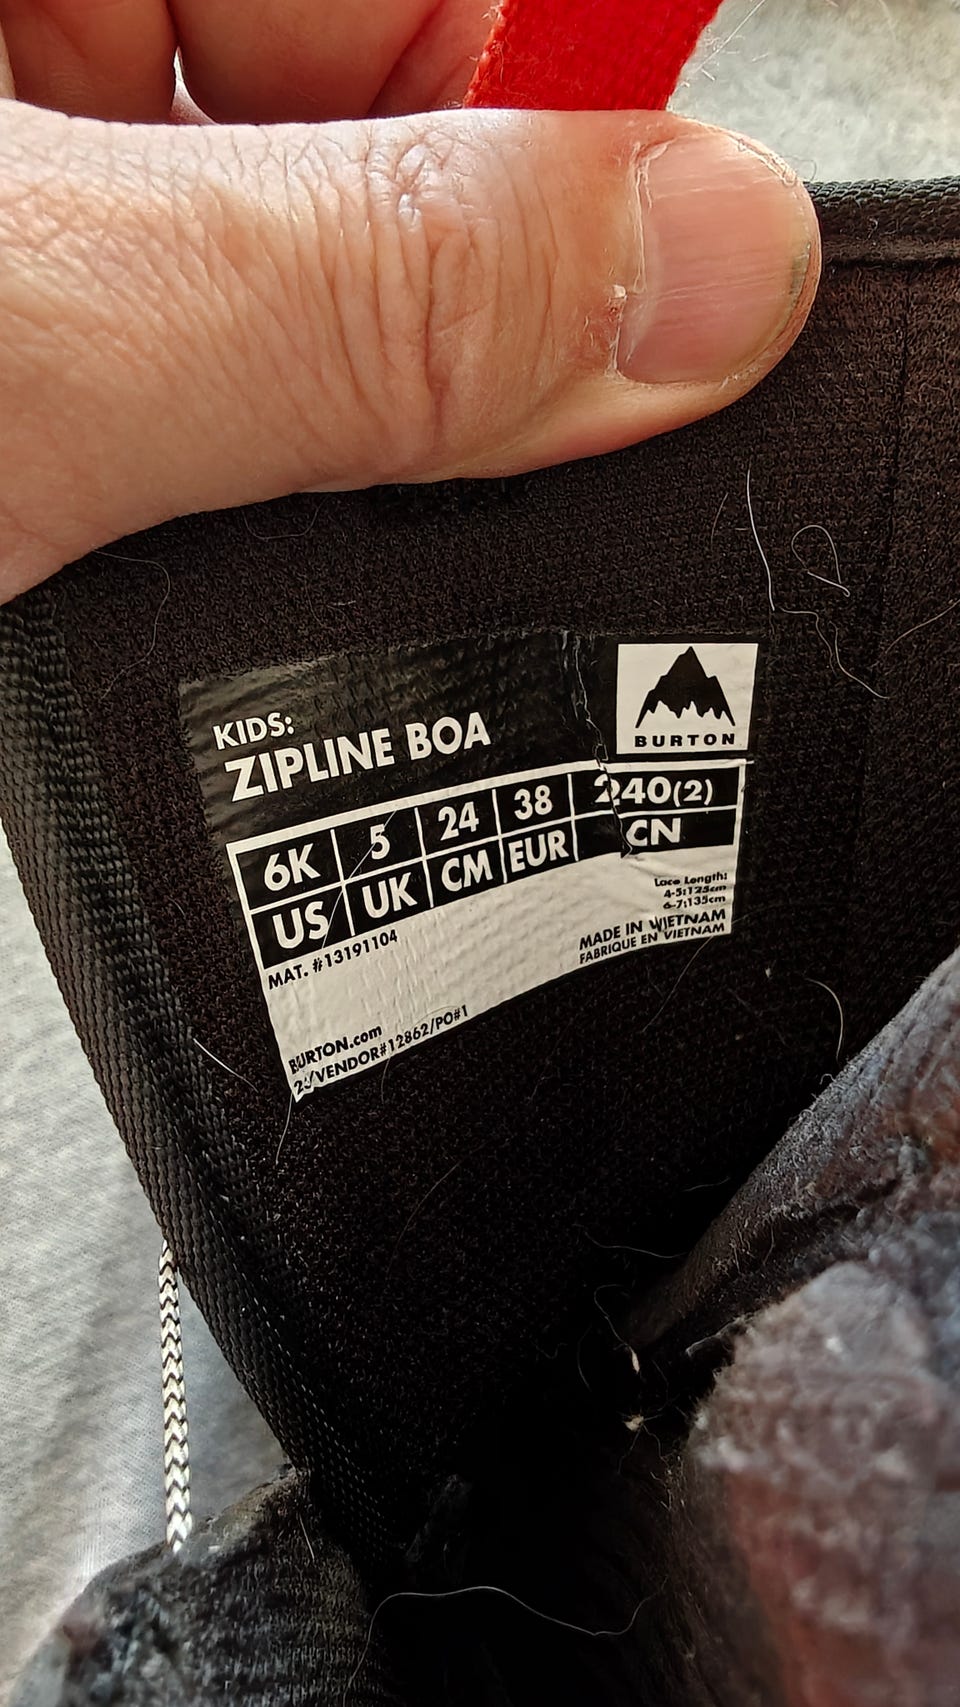 KIDS:
ZIPLINE BOA
BURTON
6K 5 24 38 240(2)
US UK CM EUR CN
MAT. #13191104
Lace Length:
4-5:125cm
6-7:135cm
MADE IN VIETNAM
FABRIQUE EN VIETNAM
BURTON.com
/VENDOR#12862/PO#1